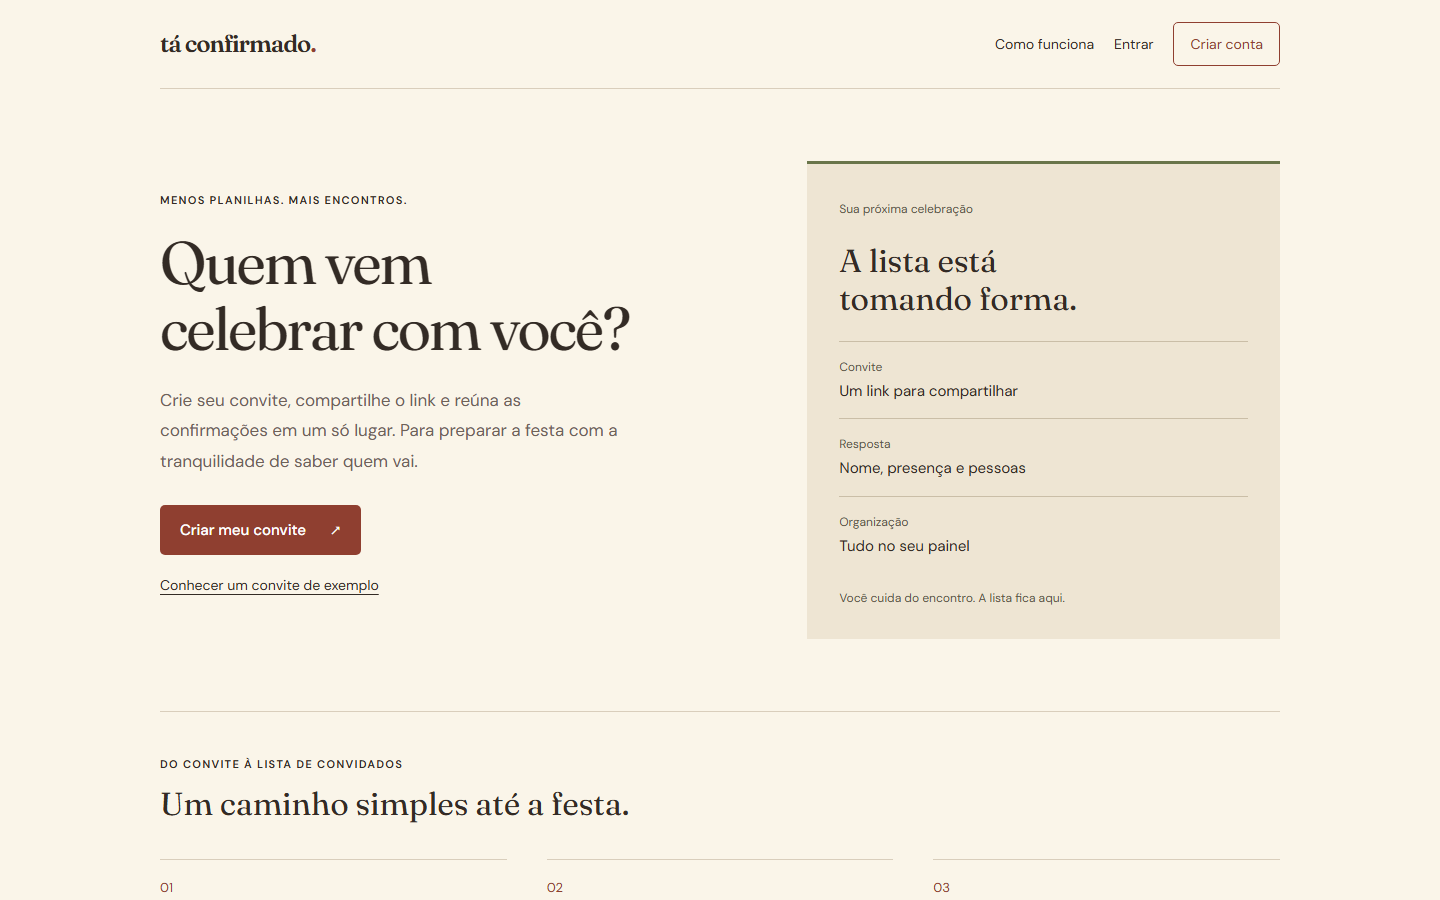 tá confirmado.
Como funciona
Entrar
Criar conta
MENOS PLANILHAS. MAIS ENCONTROS.
Quem vem
celebrar com você?
Crie seu convite, compartilhe o link e reúna as
confirmações em um só lugar. Para preparar a festa com a
tranquilidade de saber quem vai.
Criar meu convite ↗
Conhecer um convite de exemplo
Sua próxima celebração
A lista está
tomando forma.
Convite
Um link para compartilhar
Resposta
Nome, presença e pessoas
Organização
Tudo no seu painel
Você cuida do encontro. A lista fica aqui.
DO CONVITE À LISTA DE CONVIDADOS
Um caminho simples até a festa.
01
02
03